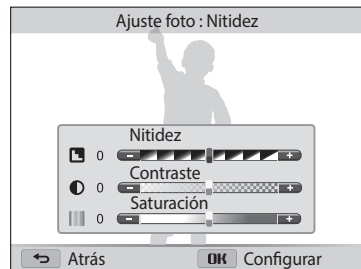 Ajuste foto : Nitidez
Nitidez
0 - +
Contraste
0 - +
Saturación
0 - +
Atrás OK Configurar